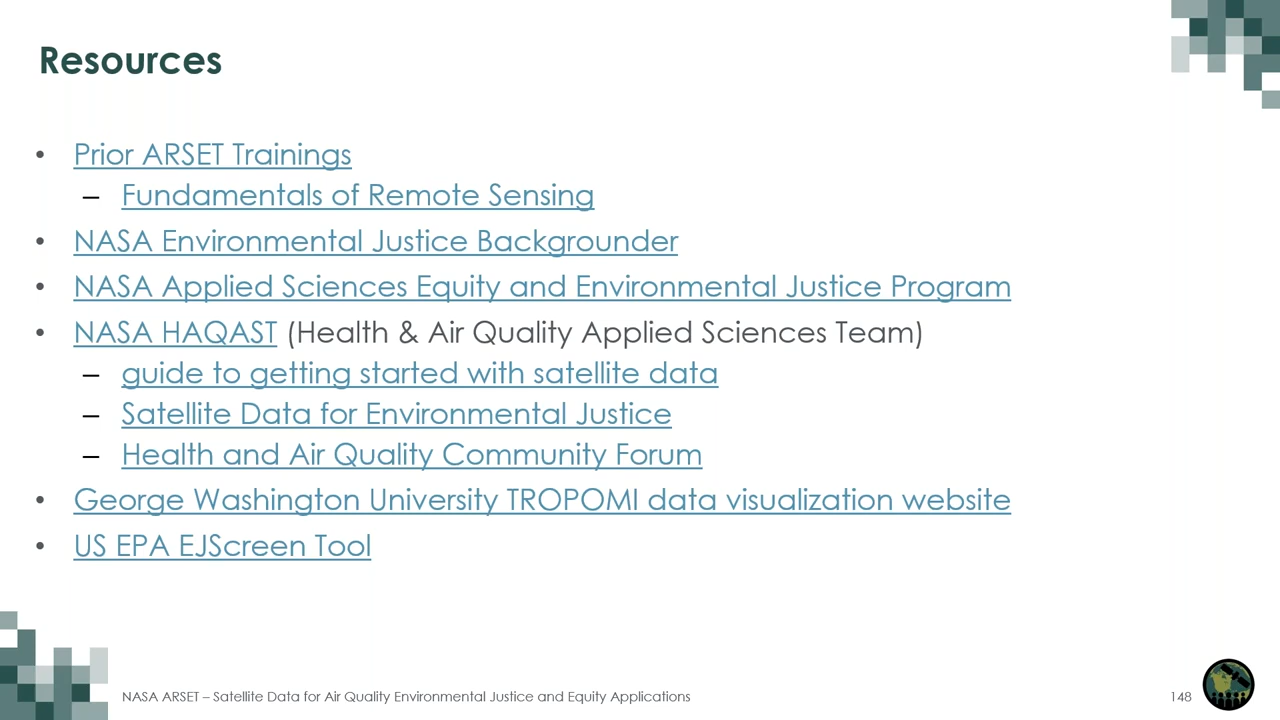 Resources
• Prior ARSET Trainings
– Fundamentals of Remote Sensing
• NASA Environmental Justice Backgrounder
• NASA Applied Sciences Equity and Environmental Justice Program
• NASA HAQAST (Health & Air Quality Applied Sciences Team)
– guide to getting started with satellite data
– Satellite Data for Environmental Justice
– Health and Air Quality Community Forum
• George Washington University TROPOMI data visualization website
• US EPA EJScreen Tool
NASA ARSET – Satellite Data for Air Quality Environmental Justice and Equity Applications
148